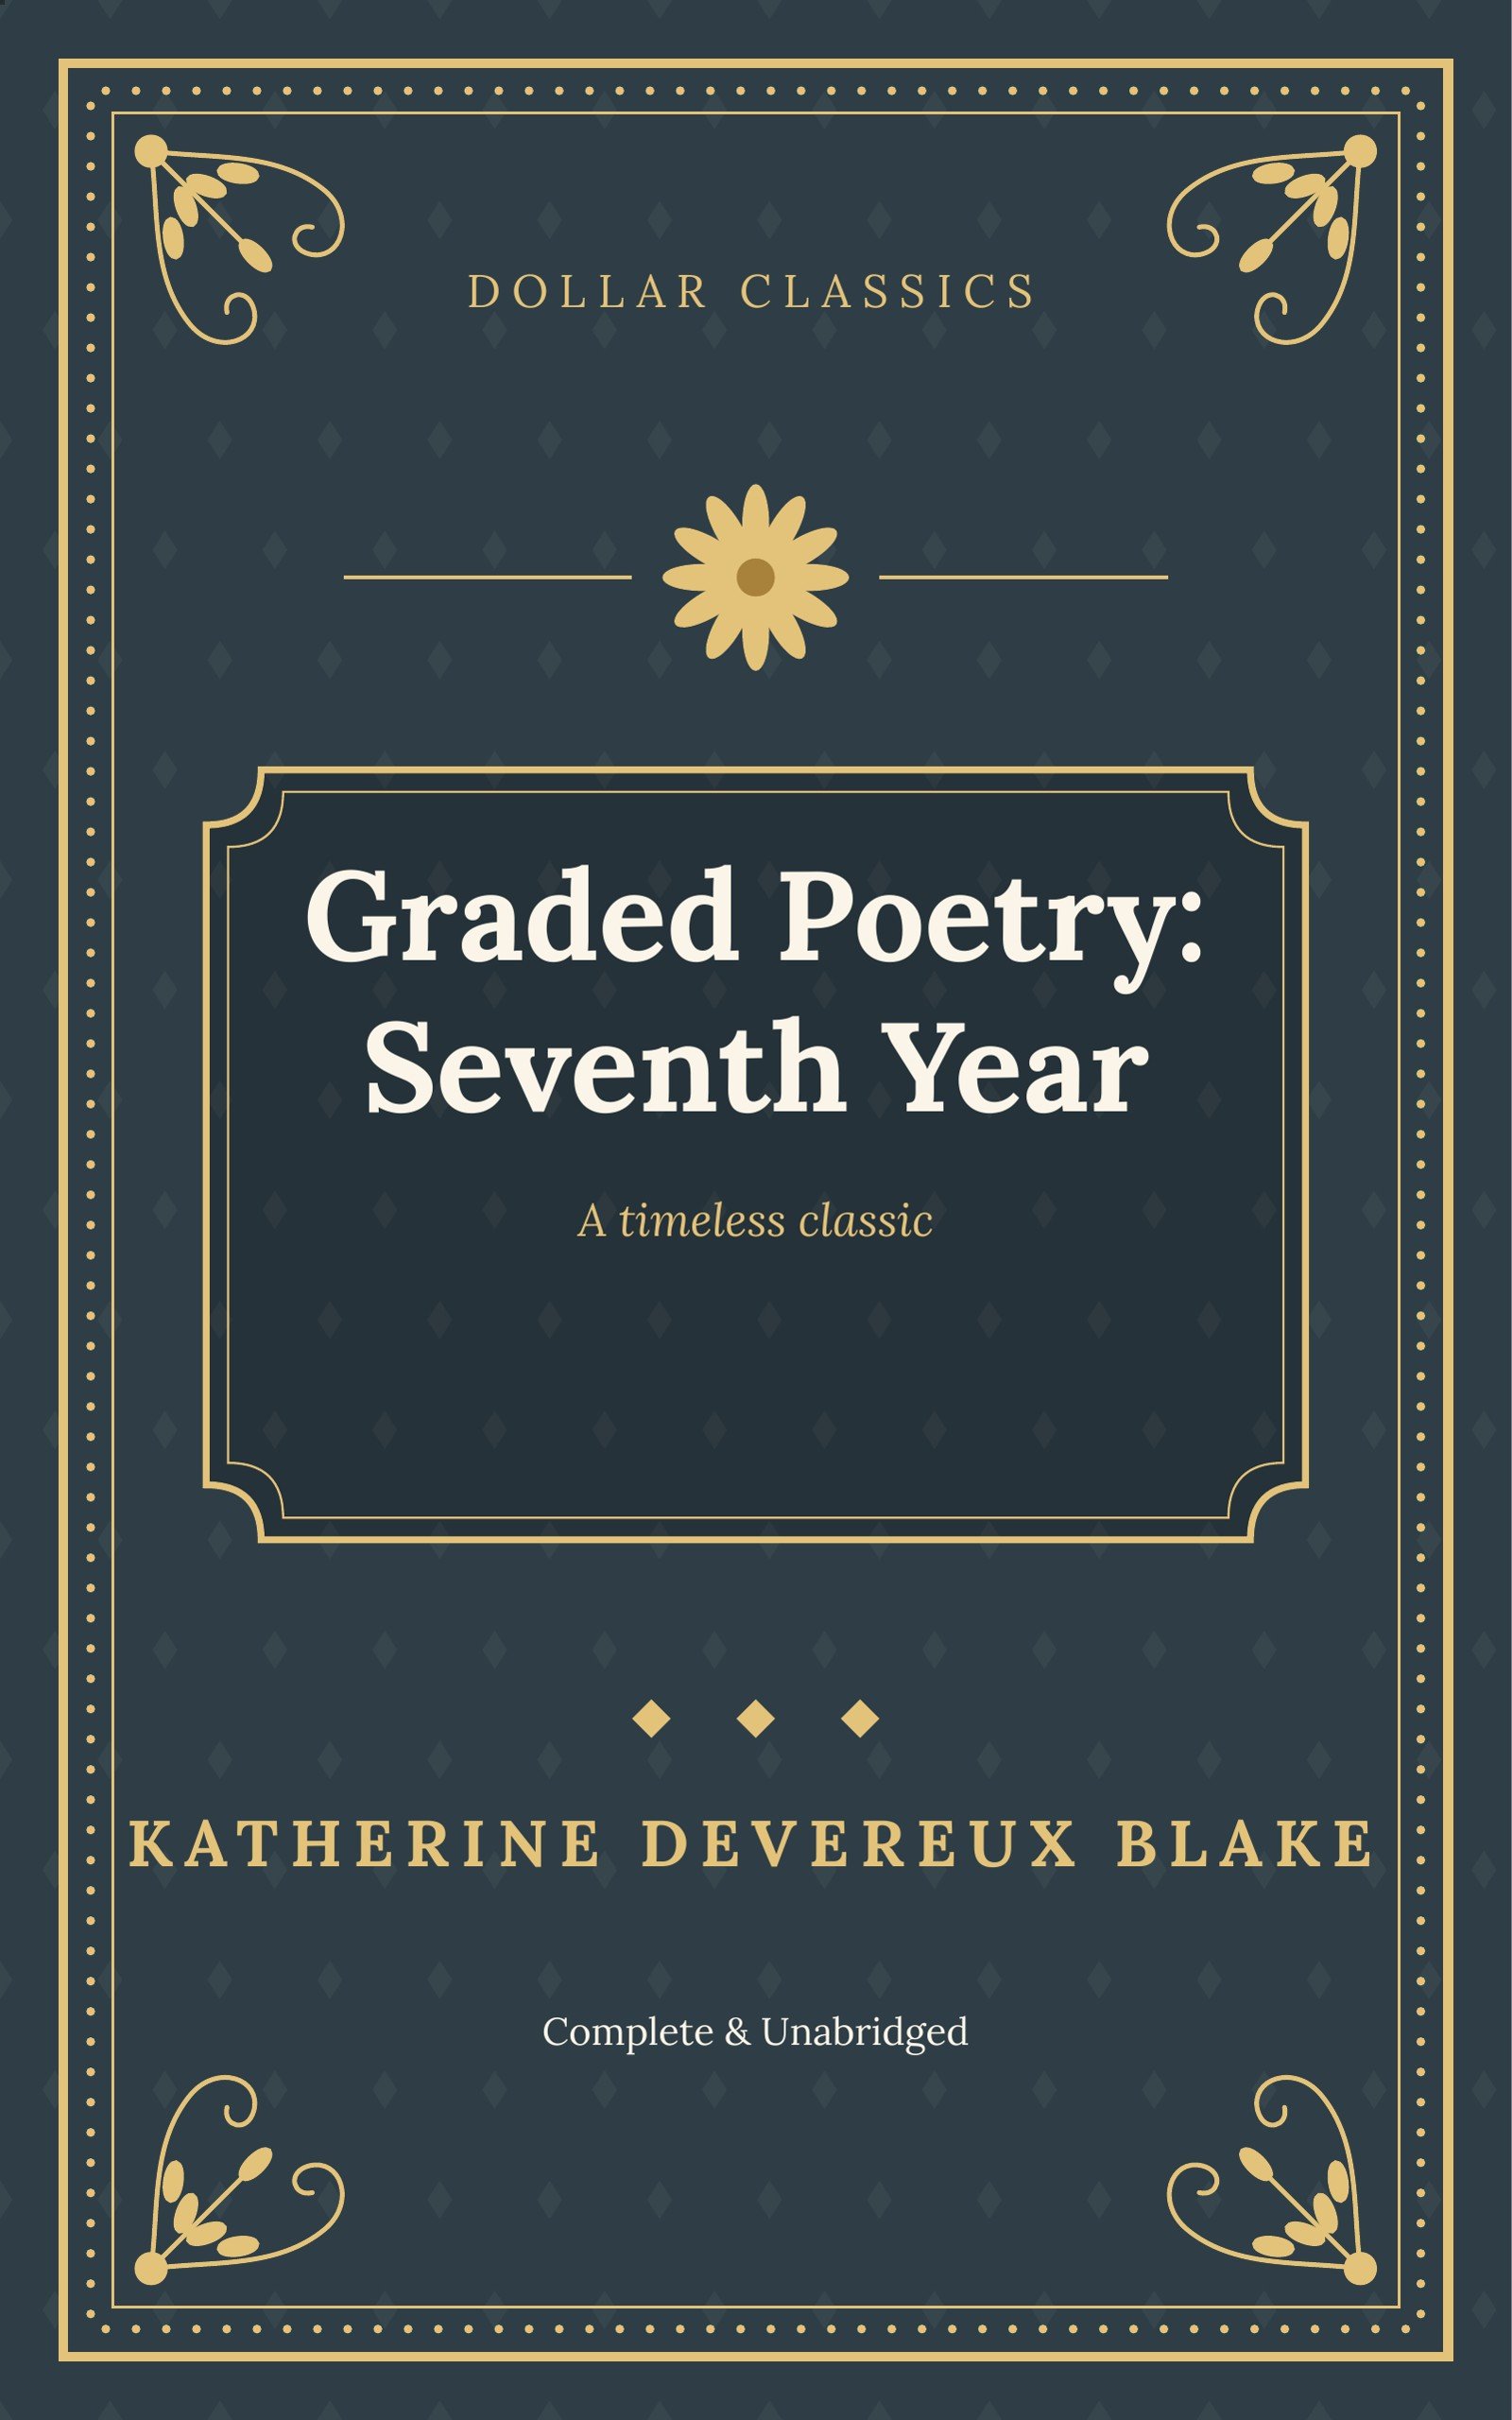 DOLLAR CLASSICS
Graded Poetry:
Seventh Year
A timeless classic
KATHERINE DEVEREUX BLAKE
Complete & Unabridged